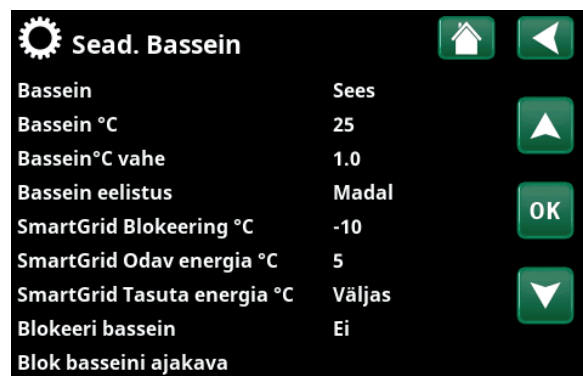 Sead. Bassein
Bassein Sees
Bassein °C 25
Bassein°C vahe 1.0
Bassein eelistus Madal
SmartGrid Blokeering °C -10
SmartGrid Odav energia °C 5
SmartGrid Tasuta energia °C Väljas
Blokeeri bassein Ei
Blok basseini ajakava
OK